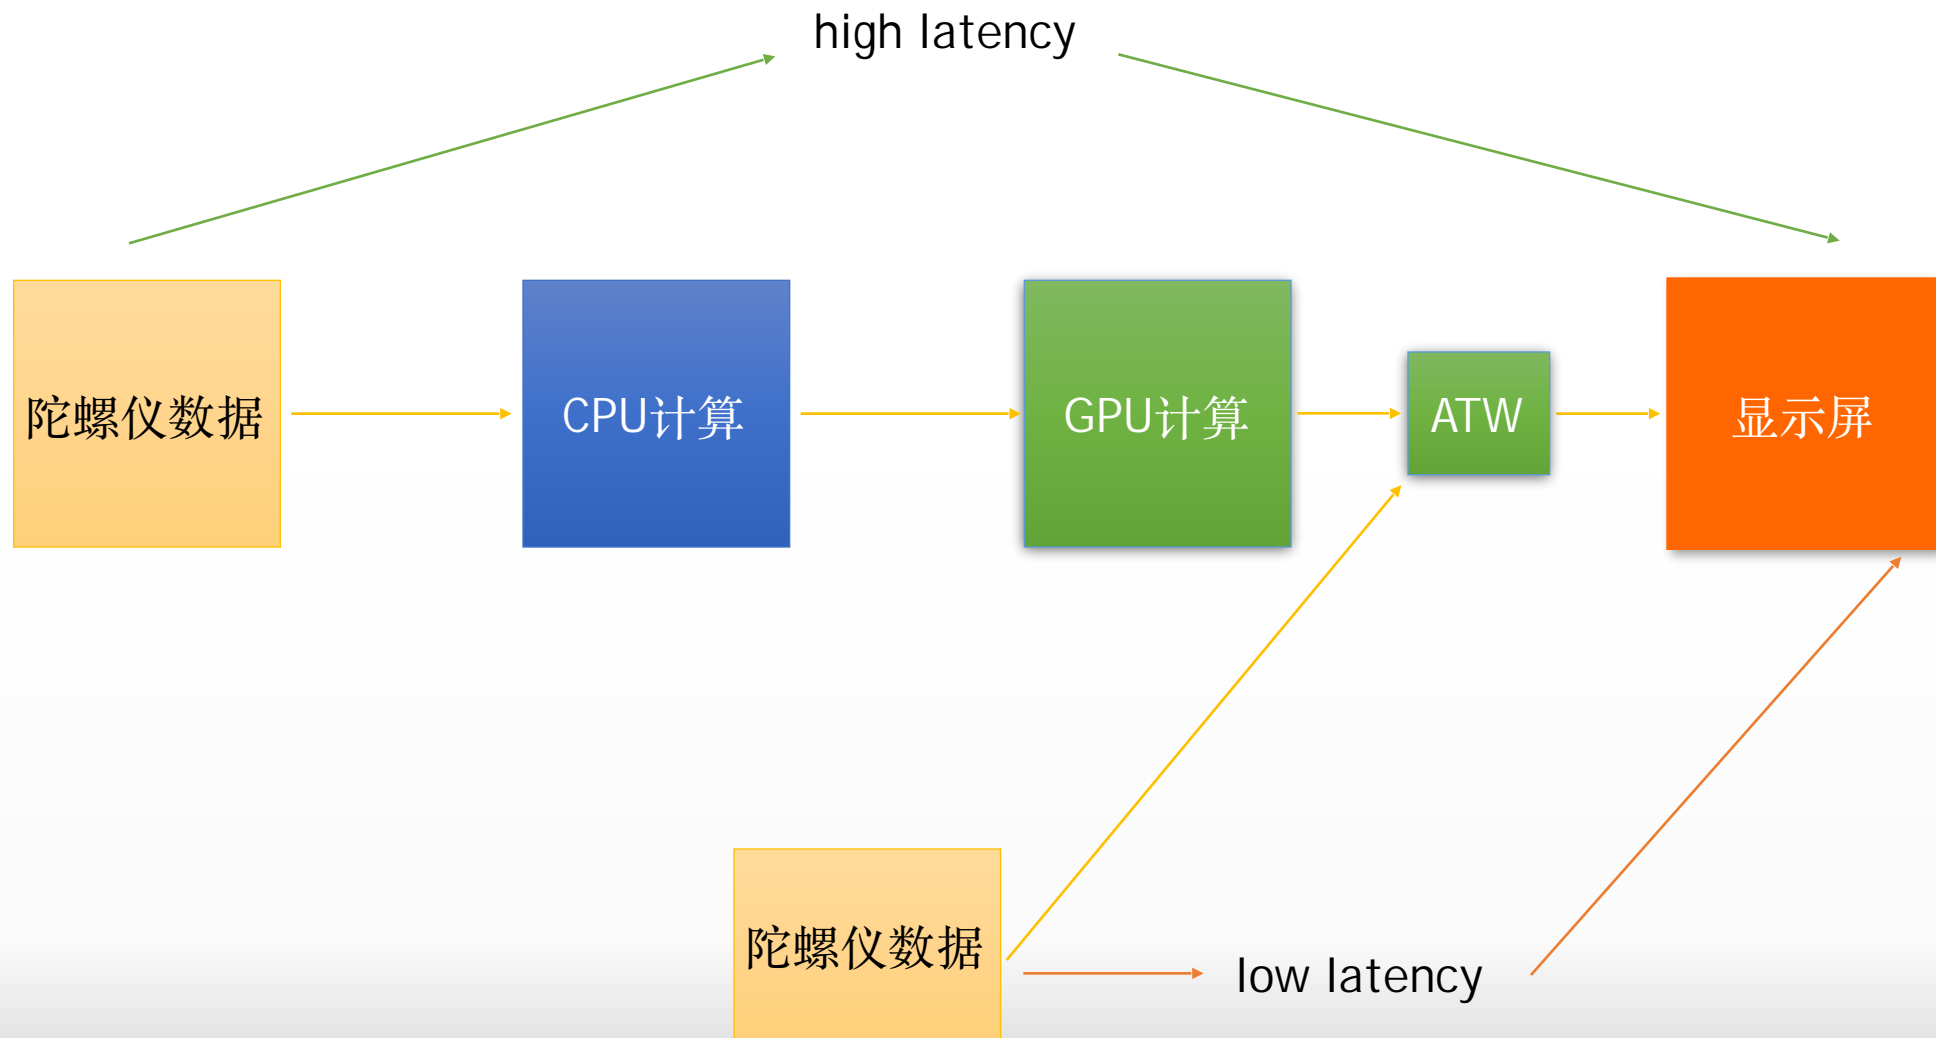 high latency
陀螺仪数据
CPU计算
GPU计算
ATW
显示屏
陀螺仪数据
low latency